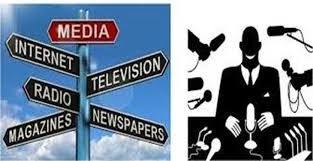 MEDIA
INTERNET
TELEVISION
RADIO
MAGAZINES
NEWSPAPERS